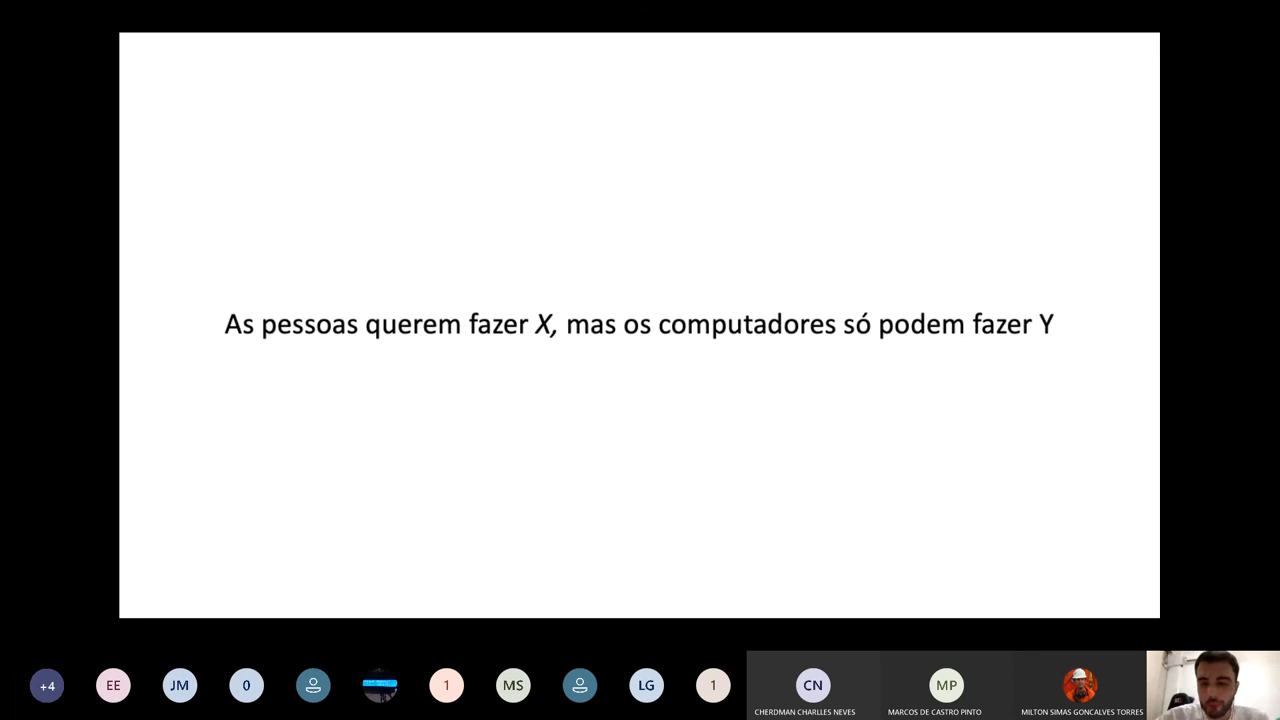 As pessoas querem fazer X, mas os computadores só podem fazer Y
+4
EE
JM
0
1
MS
LG
1
CN
MP
CHERDMAN CHARLLES NEVES
MARCOS DE CASTRO PINTO
MILTON SIMAS GONCALVES TORRES